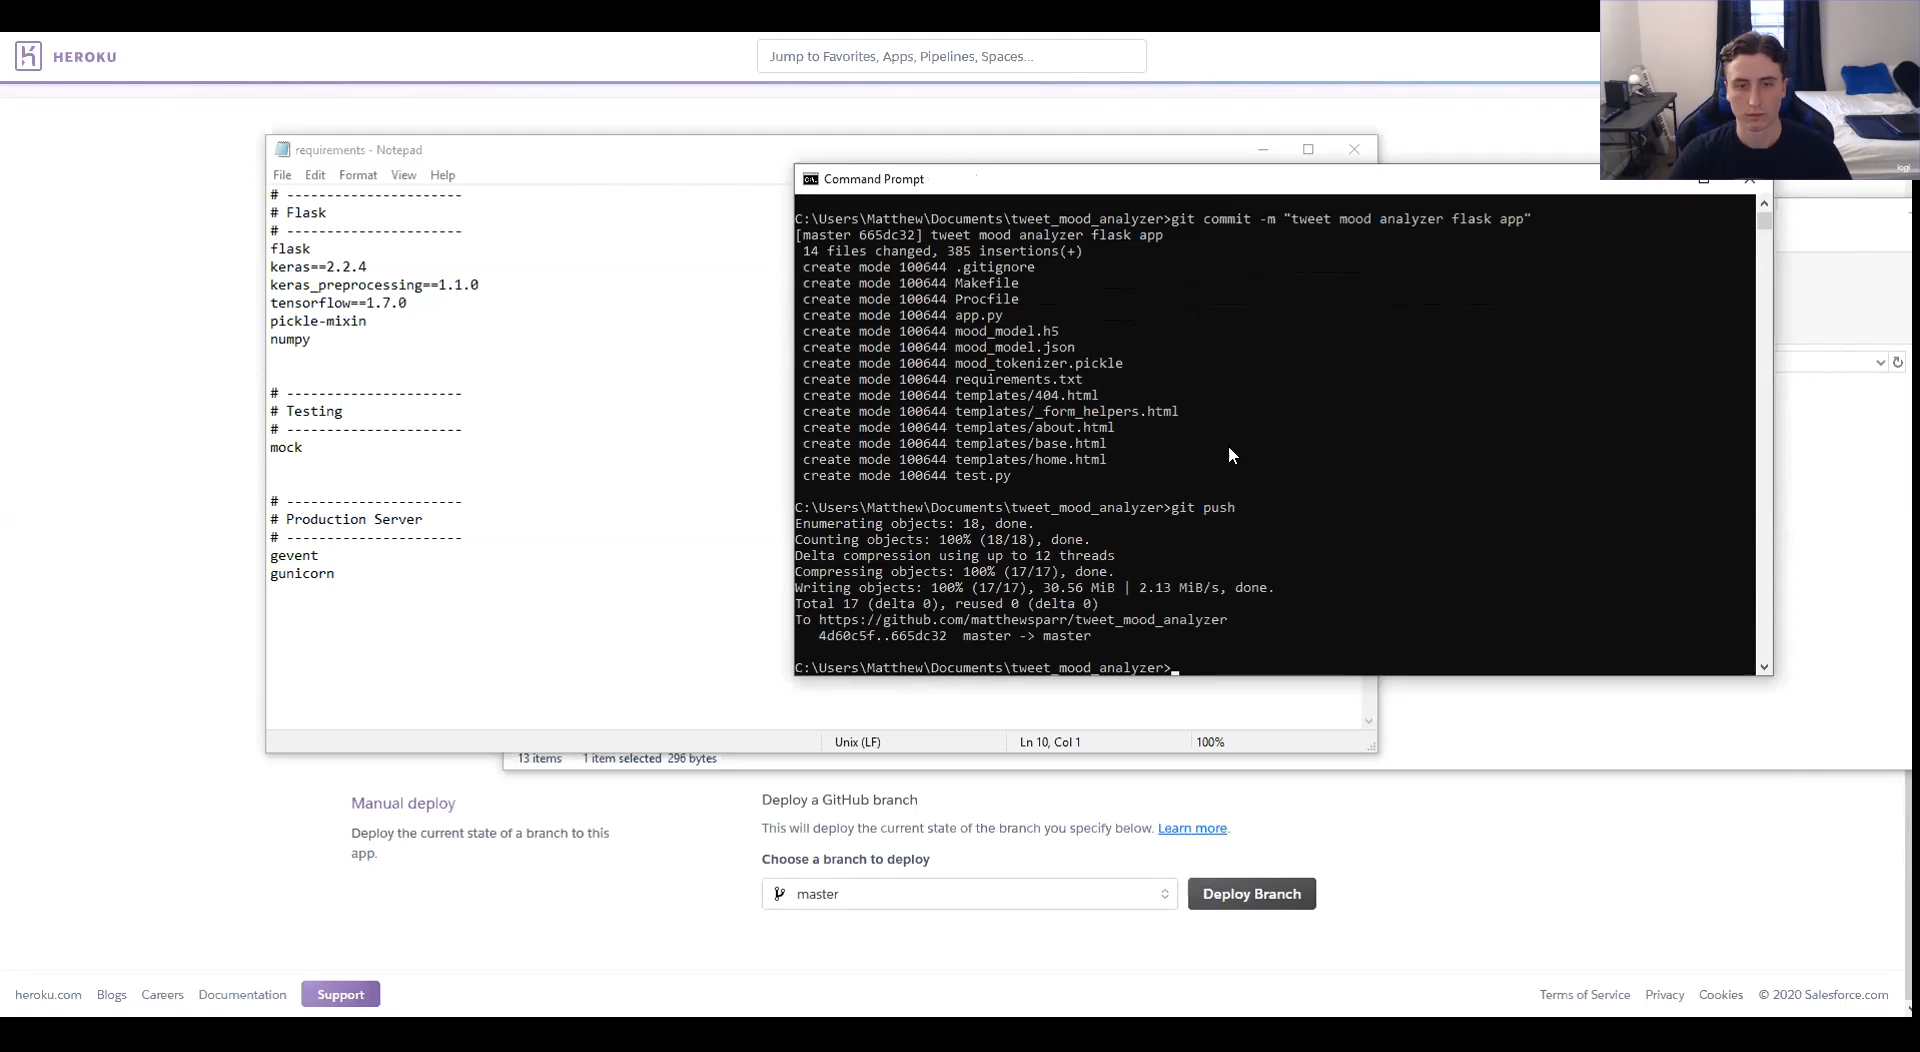 HEROKU
Jump to Favorites, Apps, Pipelines, Spaces...
logi
requirements - Notepad
File Edit Format View Help
# ----------------------
# Flask
# ----------------------
flask
keras==2.2.4
keras_preprocessing==1.1.0
tensorflow==1.7.0
pickle-mixin
numpy
# ----------------------
# Testing
# ----------------------
mock
# ----------------------
# Production Server
# ----------------------
gevent
gunicorn
Unix (LF) Ln 10, Col 1 100%
Command Prompt
C:\Users\Matthew\Documents\tweet_mood_analyzer>git commit -m "tweet mood analyzer flask app"
[master 665dc32] tweet mood analyzer flask app
14 files changed, 385 insertions(+)
create mode 100644 .gitignore
create mode 100644 Makefile
create mode 100644 Procfile
create mode 100644 app.py
create mode 100644 mood_model.h5
create mode 100644 mood_model.json
create mode 100644 mood_tokenizer.pickle
create mode 100644 requirements.txt
create mode 100644 templates/404.html
create mode 100644 templates/_form_helpers.html
create mode 100644 templates/about.html
create mode 100644 templates/base.html
create mode 100644 templates/home.html
create mode 100644 test.py
C:\Users\Matthew\Documents\tweet_mood_analyzer>git push
Enumerating objects: 18, done.
Counting objects: 100% (18/18), done.
Delta compression using up to 12 threads
Compressing objects: 100% (17/17), done.
Writing objects: 100% (17/17), 30.56 MiB | 2.13 MiB/s, done.
Total 17 (delta 0), reused 0 (delta 0)
To https://github.com/matthewsparr/tweet_mood_analyzer
4d60c5f..665dc32 master -> master
C:\Users\Matthew\Documents\tweet_mood_analyzer>
13 items 1 item selected 296 bytes
Manual deploy
Deploy the current state of a branch to this
app.
Deploy a GitHub branch
This will deploy the current state of the branch you specify below. Learn more.
Choose a branch to deploy
master
Deploy Branch
heroku.com Blogs Careers Documentation Support
Terms of Service Privacy Cookies © 2020 Salesforce.com